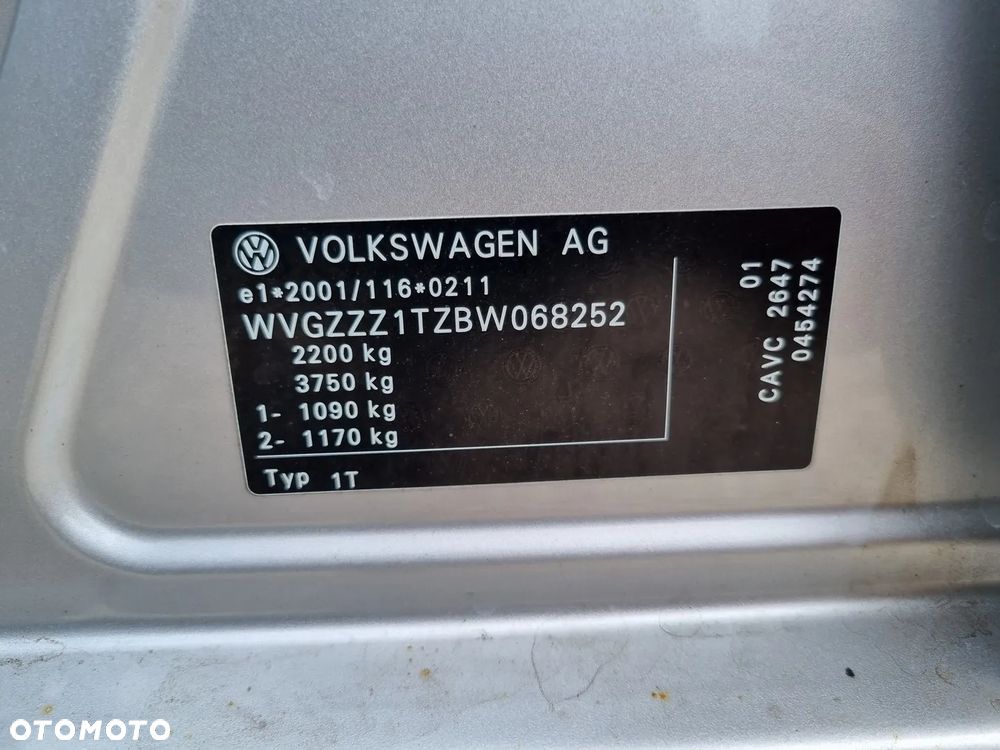 VOLKSWAGEN AG
e1*2001/116*0211
WVGZZZ1TZBW068252
2200 kg
3750 kg
1- 1090 kg
2- 1170 kg
Typ 1T
01
CAVC 2647
0454274
OTOMOTO